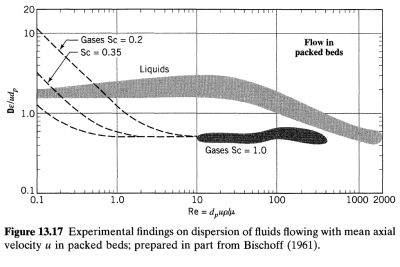 20
10
1.0
0.1
Dε/udₚ
Gases Sc = 0.2
Sc = 0.35
Liquids
Flow in
packed beds
Gases Sc = 1.0
0.1
1.0
10
100
1000
2000
Re = dₚuρ/μ
Figure 13.17 Experimental findings on dispersion of fluids flowing with mean axial
velocity u in packed beds; prepared in part from Bischoff (1961).